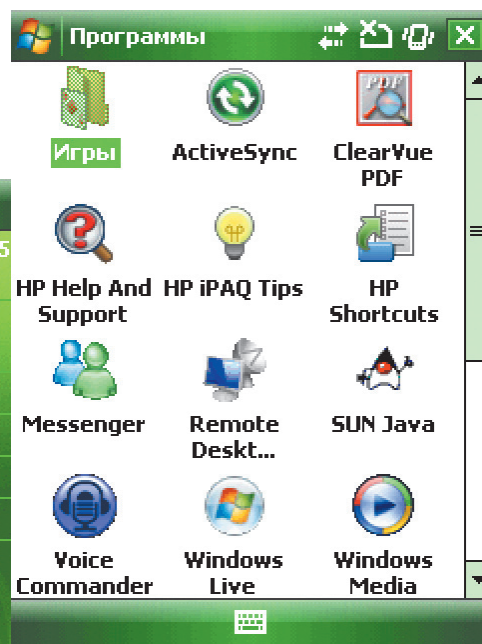 Программы
Игры
ActiveSync
ClearVue
PDF
PDF
HP Help And
Support
HP iPAQ Tips
HP
Shortcuts
Messenger
Remote
Deskt...
SUN Java
Voice
Commander
Windows
Live
Windows
Media
5